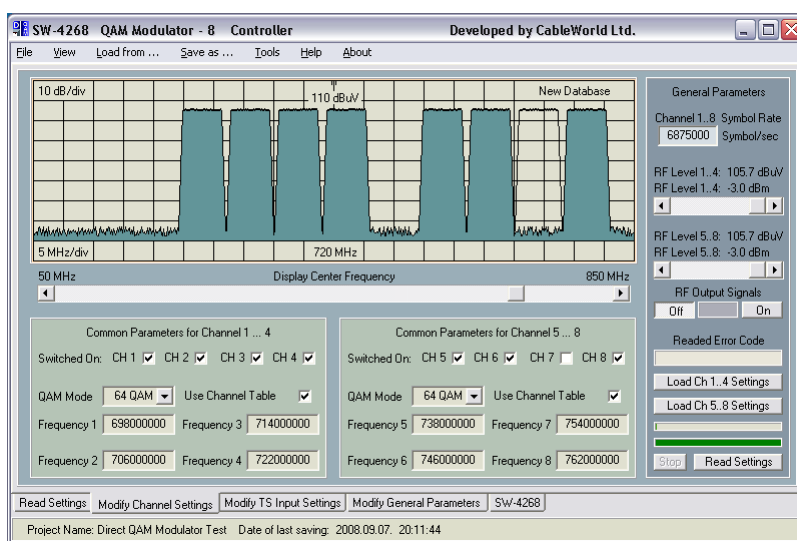 SW-4268 QAM Modulator - 8 Controller Developed by CableWorld Ltd.
File View Load from ... Save as ... Tools Help About
10 dB/div 110 dBuV New Database
5 MHz/div 720 MHz
50 MHz Display Center Frequency 850 MHz
General Parameters
Channel 1..8 Symbol Rate
6875000 Symbol/sec
RF Level 1..4: 105.7 dBuV
RF Level 1..4: -3.0 dBm
RF Level 5..8: 105.7 dBuV
RF Level 5..8: -3.0 dBm
RF Output Signals
Off On
Readed Error Code
Load Ch 1..4 Settings
Load Ch 5..8 Settings
Stop Read Settings
Common Parameters for Channel 1 ... 4
Switched On: CH 1 CH 2 CH 3 CH 4
QAM Mode 64 QAM Use Channel Table
Frequency 1 698000000 Frequency 3 714000000
Frequency 2 706000000 Frequency 4 722000000
Common Parameters for Channel 5 ... 8
Switched On: CH 5 CH 6 CH 7 CH 8
QAM Mode 64 QAM Use Channel Table
Frequency 5 738000000 Frequency 7 754000000
Frequency 6 746000000 Frequency 8 762000000
Read Settings Modify Channel Settings Modify TS Input Settings Modify General Parameters SW-4268
Project Name: Direct QAM Modulator Test Date of last saving: 2008.09.07. 20:11:44